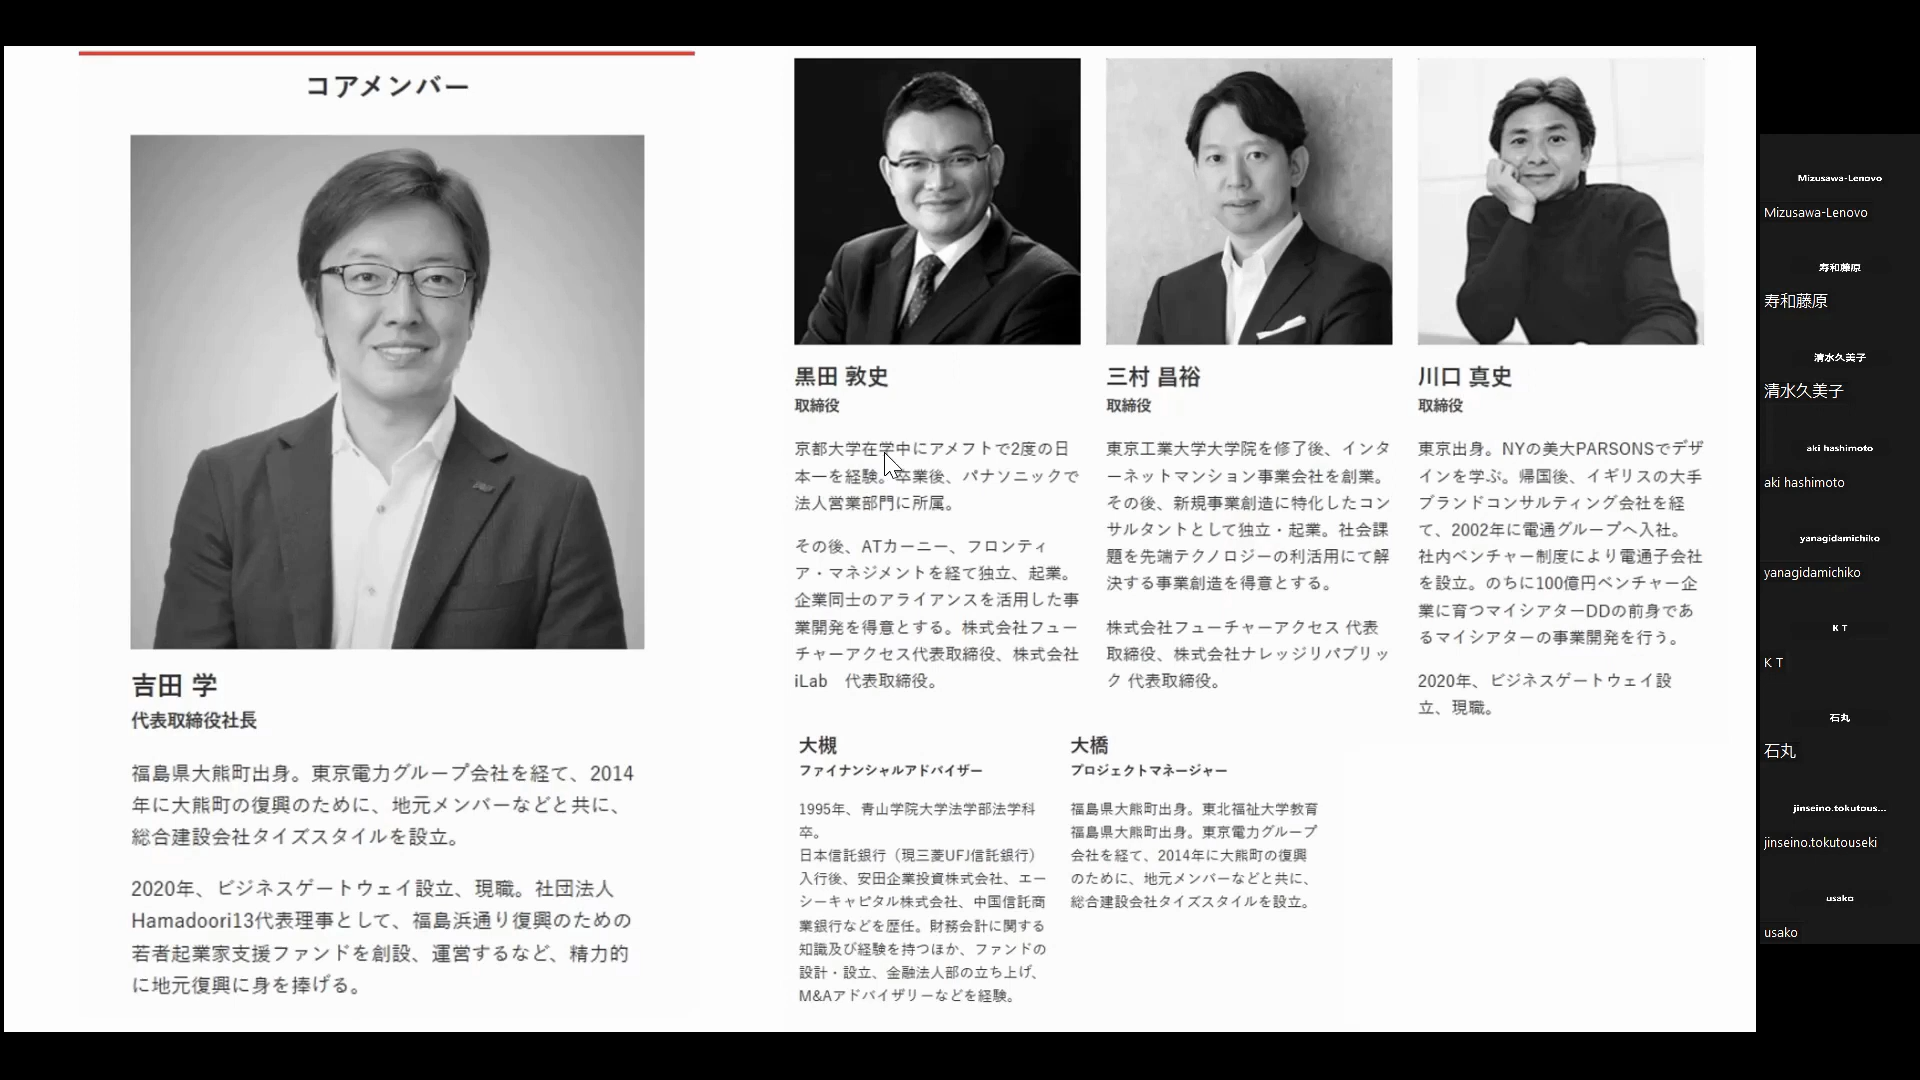 コアメンバー
吉田 学
代表取締役社長
福島県大熊町出身。東京電力グループ会社を経て、2014
年に大熊町の復興のために、地元メンバーなどと共に、
総合建設会社タイズスタイルを設立。
2020年、ビジネスゲートウェイ設立、現職。社団法人
Hamadoori13代表理事として、福島浜通り復興のための
若者起業家支援ファンドを創設、運営するなど、精力的
に地元復興に身を捧げる。
黒田 敦史
取締役
京都大学在学中にアメフトで2度の日
本一を経験。卒業後、パナソニックで
法人営業部門に所属。
その後、ATカーニー、フロンティ
ア・マネジメントを経て独立、起業。
企業同士のアライアンスを活用した事
業開発を得意とする。株式会社フュー
チャーアクセス代表取締役、株式会社
iLab　代表取締役。
三村 昌裕
取締役
東京工業大学大学院を修了後、インタ
ーネットマンション事業会社を創業。
その後、新規事業創造に特化したコン
サルタントとして独立・起業。社会課
題を先端テクノロジーの利活用にて解
決する事業創造を得意とする。
株式会社フューチャーアクセス 代表
取締役、株式会社ナレッジリパブリッ
ク 代表取締役。
川口 真史
取締役
東京出身。NYの美大PARSONSでデザ
インを学ぶ。帰国後、イギリスの大手
ブランドコンサルティング会社を経
て、2002年に電通グループへ入社。
社内ベンチャー制度により電通子会社
を設立。のちに100億円ベンチャー企
業に育つマイシアターDDの前身であ
るマイシアターの事業開発を行う。
2020年、ビジネスゲートウェイ設
立、現職。
大槻
ファイナンシャルアドバイザー
1995年、青山学院大学法学部法学科
卒。
日本信託銀行（現三菱UFJ信託銀行）
入行後、安田企業投資株式会社、エー
シーキャピタル株式会社、中国信託商
業銀行などを歴任。財務会計に関する
知識及び経験を持つほか、ファンドの
設計・設立、金融法人部の立ち上げ、
M&Aアドバイザリーなどを経験。
大橋
プロジェクトマネージャー
福島県大熊町出身。東北福祉大学教育
福島県大熊町出身。東京電力グループ
会社を経て、2014年に大熊町の復興
のために、地元メンバーなどと共に、
総合建設会社タイズスタイルを設立。
Mizusawa-Lenovo
Mizusawa-Lenovo
寿和藤原
寿和藤原
清水久美子
清水久美子
aki hashimoto
aki hashimoto
yanagidamichiko
yanagidamichiko
K T
K T
石丸
石丸
jinseino.tokutous...
jinseino.tokutouseki
usako
usako